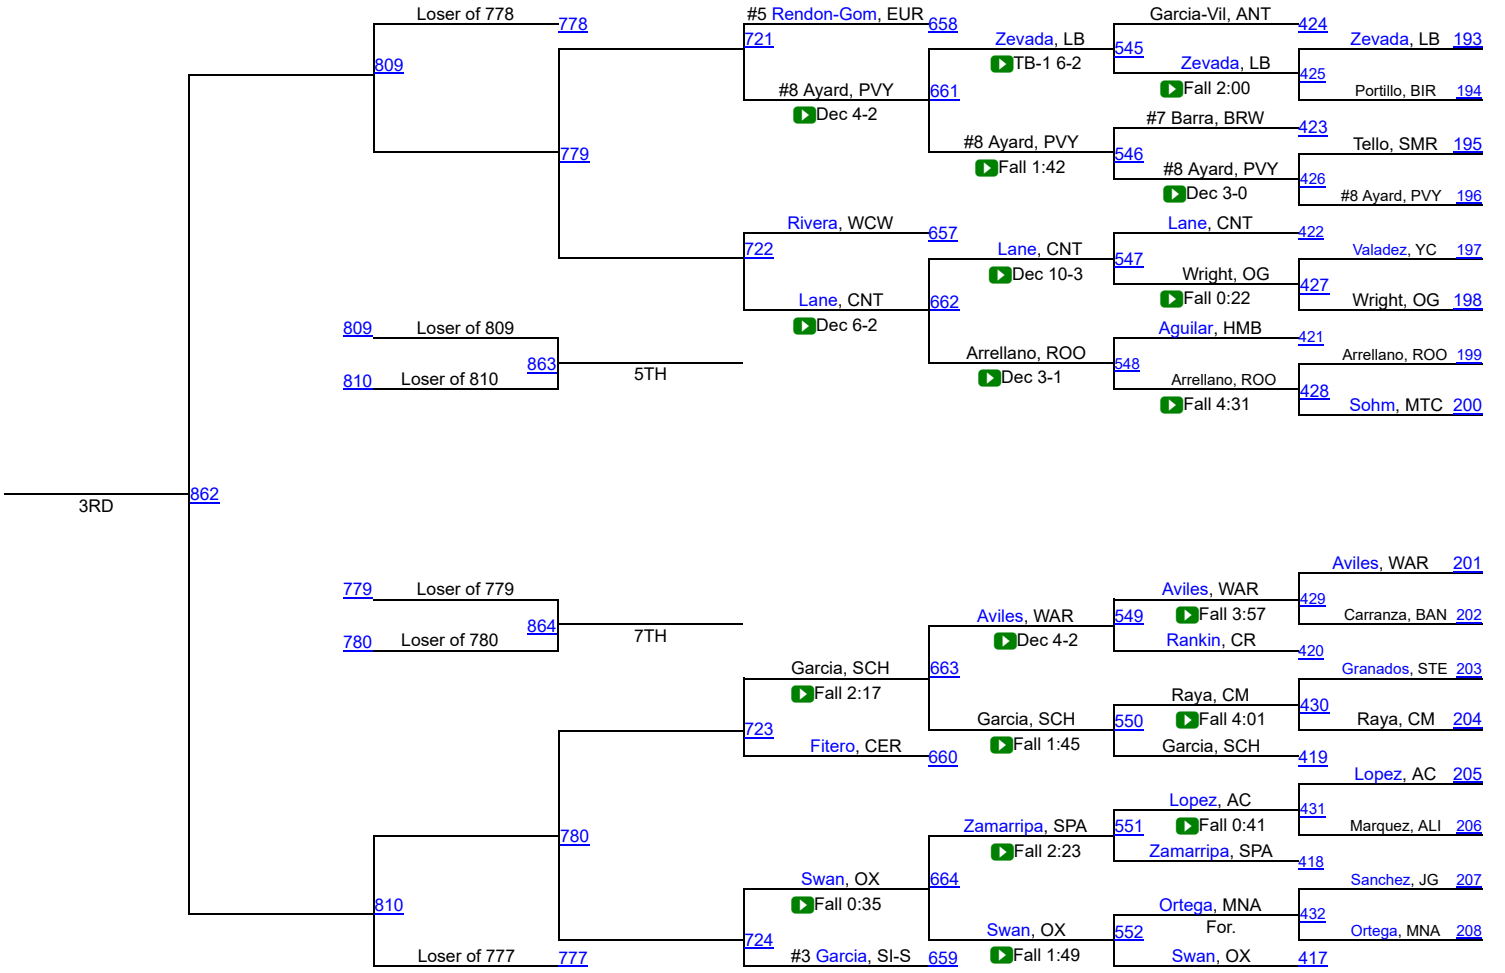 Loser of 778 778
809
#5 Rendon-Gom, EUR 658
721
#8 Ayard, PVY 661
Dec 4-2
779
Zevada, LB 545
TB-1 6-2
#8 Ayard, PVY 546
Fall 1:42
Garcia-Vil, ANT 424
Zevada, LB 425
Fall 2:00
#7 Barra, BRW 423
#8 Ayard, PVY 426
Dec 3-0
Zevada, LB 193
Portillo, BIR 194
Tello, SMR 195
#8 Ayard, PVY 196
Rivera, WCW 657
722
Lane, CNT 662
Dec 6-2
Lane, CNT 547
Dec 10-3
Arrellano, ROO 548
Dec 3-1
Lane, CNT 422
Wright, OG 427
Fall 0:22
Aguilar, HMB 421
Arrellano, ROO 428
Fall 4:31
Valadez, YC 197
Wright, OG 198
Arrellano, ROO 199
Sohm, MTC 200
809 Loser of 809
863
5TH
810 Loser of 810
862
3RD
779 Loser of 779
864
7TH
780 Loser of 780
Garcia, SCH 663
Fall 2:17
723
Fitero, CER 660
Aviles, WAR 549
Dec 4-2
Garcia, SCH 550
Fall 1:45
Aviles, WAR 429
Fall 3:57
Rankin, CR 420
Raya, CM 430
Fall 4:01
Garcia, SCH 419
Aviles, WAR 201
Carranza, BAN 202
Granados, STE 203
Raya, CM 204
780
810
Loser of 777 777
Swan, OX 664
Fall 0:35
724
#3 Garcia, SI-S 659
Zamarripa, SPA 551
Fall 2:23
Swan, OX 552
Fall 1:49
Lopez, AC 431
Fall 0:41
Zamarripa, SPA 418
Ortega, MNA 432
For.
Swan, OX 417
Lopez, AC 205
Marquez, ALI 206
Sanchez, JG 207
Ortega, MNA 208